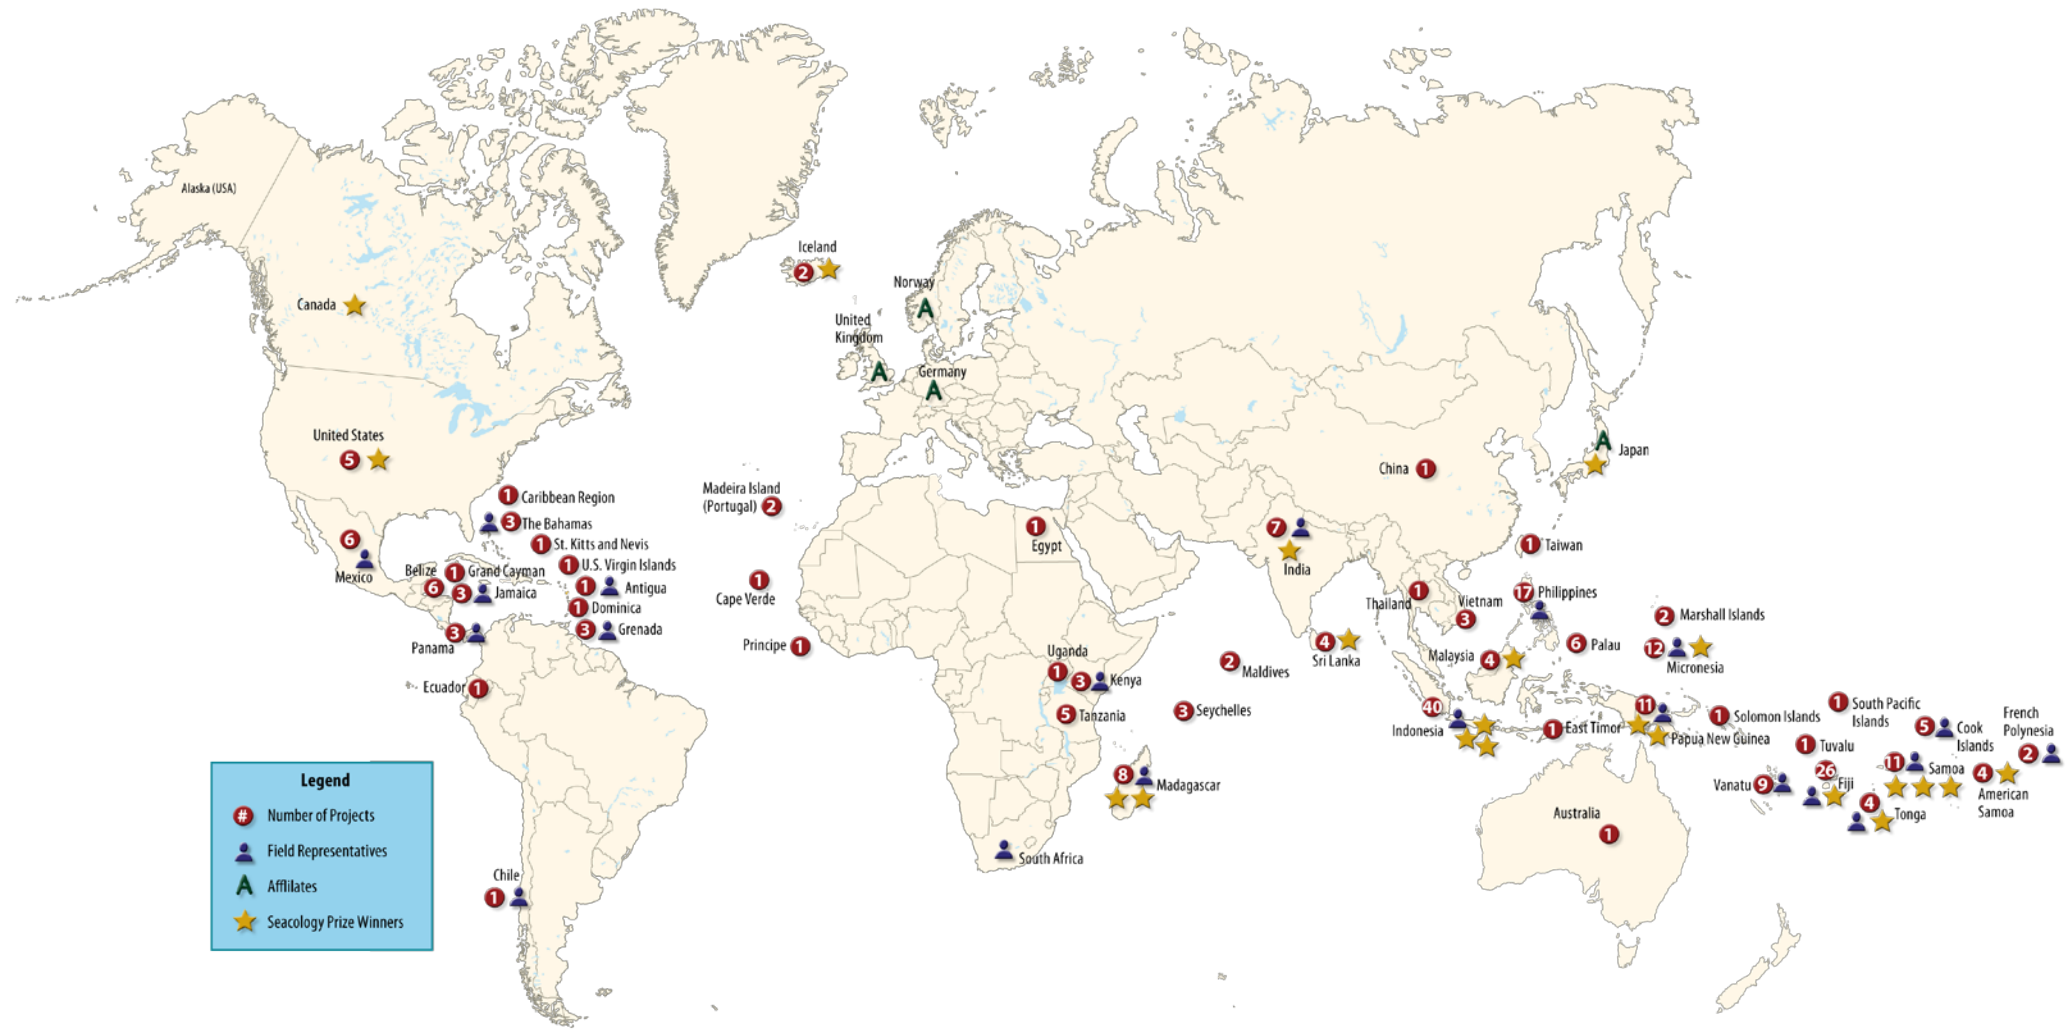 Alaska (USA)
Iceland
2
Norway
Canada
United
Kingdom
Germany
United States
5
Japan
China 1
1 Caribbean Region
3 The Bahamas
Madeira Island
(Portugal) 2
1
Egypt
7
India
6
Mexico
1 St. Kitts and Nevis
1 Taiwan
1 U.S. Virgin Islands
Belize
6
1 Grand Cayman
3 Jamaica
1 Antigua
1 Dominica
3 Grenada
3
Panama
1
Cape Verde
Principe 1
Thailand
1
Vietnam
3
17 Philippines
2 Marshall Islands
6 Palau
12
Micronesia
4
Sri Lanka
Malaysia 4
2 Maldives
Uganda
1
3 Kenya
5 Tanzania
3 Seychelles
Ecuador 1
40
Indonesia
1 East Timor
11
Papua New Guinea
1 Solomon Islands
1 South Pacific
Islands
5 Cook
Islands
French
Polynesia
2
1 Tuvalu
26
Fiji
11
Samoa
4
American
Samoa
Vanatu 9
4
Tonga
8
Madagascar
Australia
1
South Africa
Chile
1
Legend
# Number of Projects
Field Representatives
A Afflilates
Seacology Prize Winners
A
A
A
A